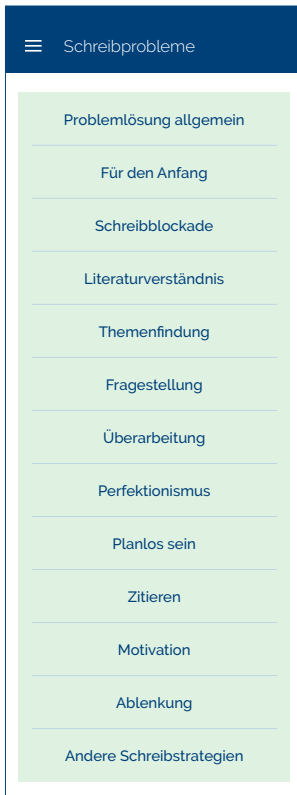 Schreibprobleme
Problemlösung allgemein
Für den Anfang
Schreibblockade
Literaturverständnis
Themenfindung
Fragestellung
Überarbeitung
Perfektionismus
Planlos sein
Zitieren
Motivation
Ablenkung
Andere Schreibstrategien